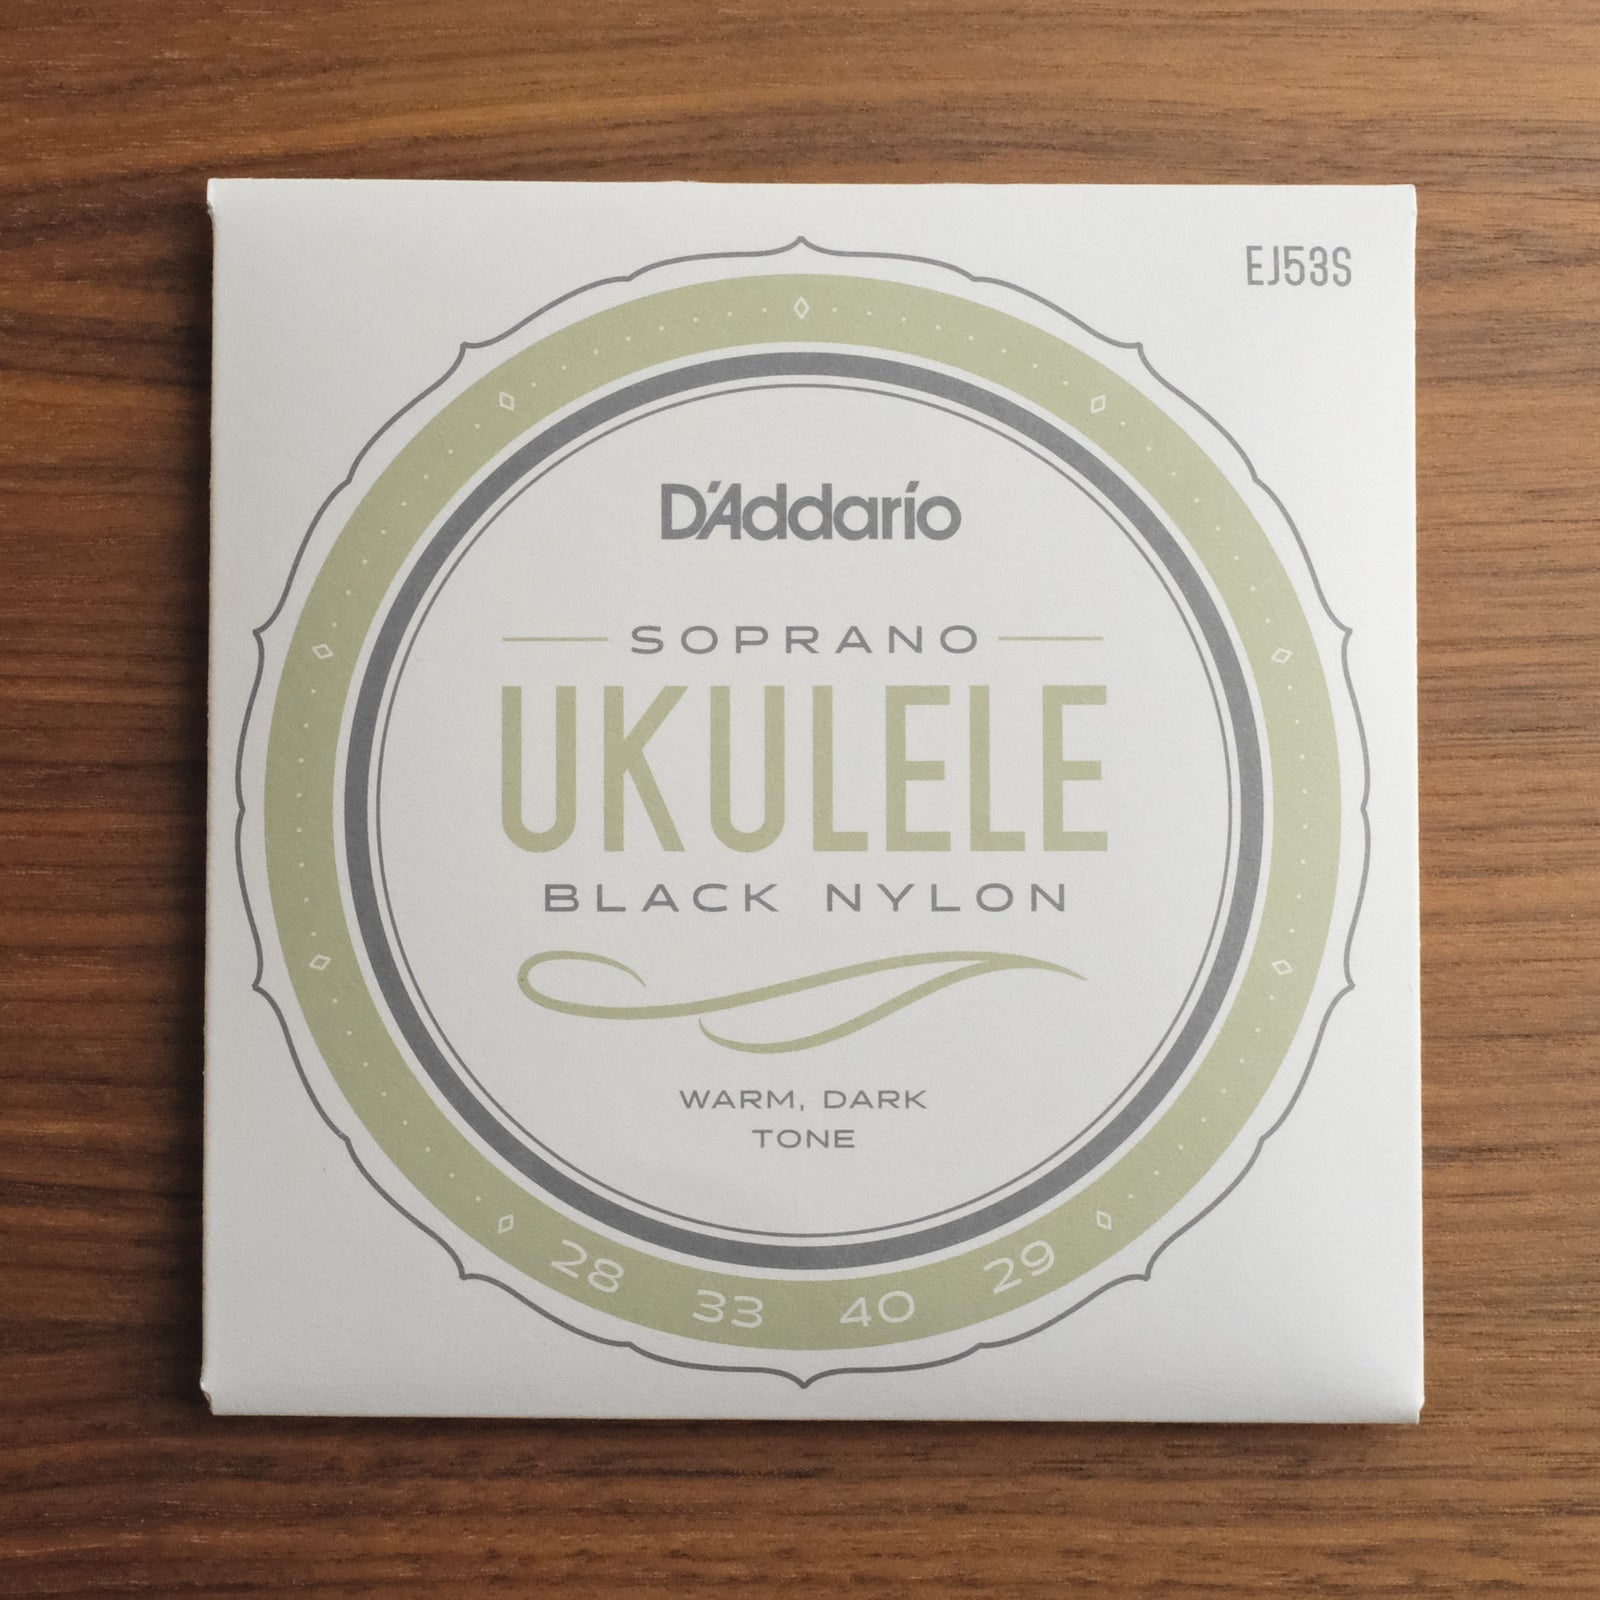 EJ53S
D'Addario
SOPRANO
UKULELE
BLACK NYLON
WARM, DARK
TONE
28 33 40 29